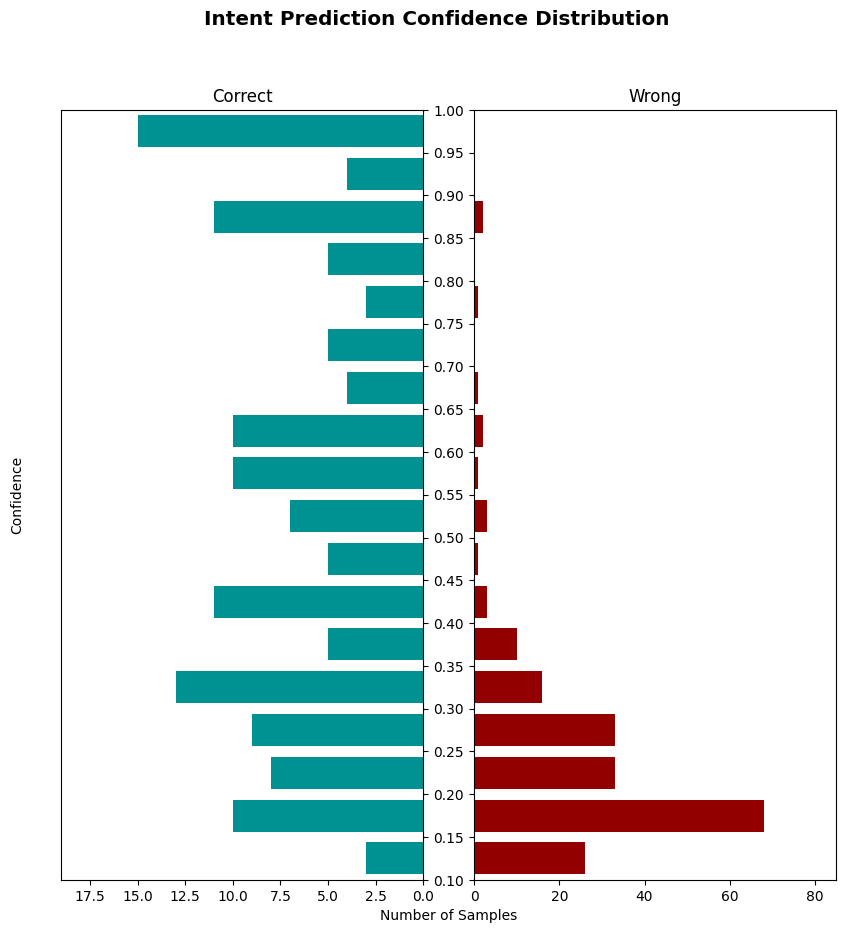 Intent Prediction Confidence Distribution
Correct
Wrong
1.00
0.95
0.90
0.85
0.80
0.75
0.70
0.65
0.60
0.55
0.50
0.45
0.40
0.35
0.30
0.25
0.20
0.15
0.10
Confidence
17.5 15.0 12.5 10.0 7.5 5.0 2.5 0.0
0 20 40 60 80
Number of Samples